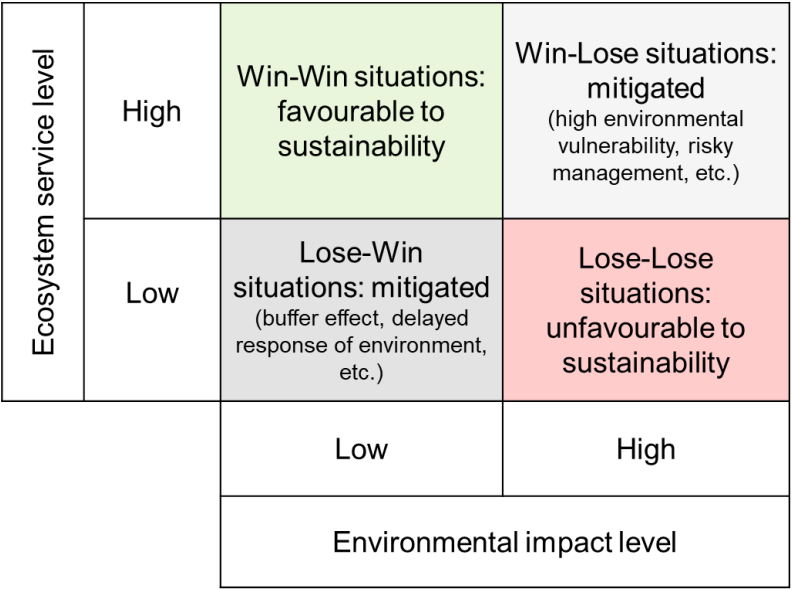 Ecosystem service level
High
Win-Win situations:
favourable to
sustainability
Win-Lose situations:
mitigated
(high environmental
vulnerability, risky
management, etc.)
Low
Lose-Win
situations: mitigated
(buffer effect, delayed
response of environment,
etc.)
Lose-Lose
situations:
unfavourable to
sustainability
Low
High
Environmental impact level